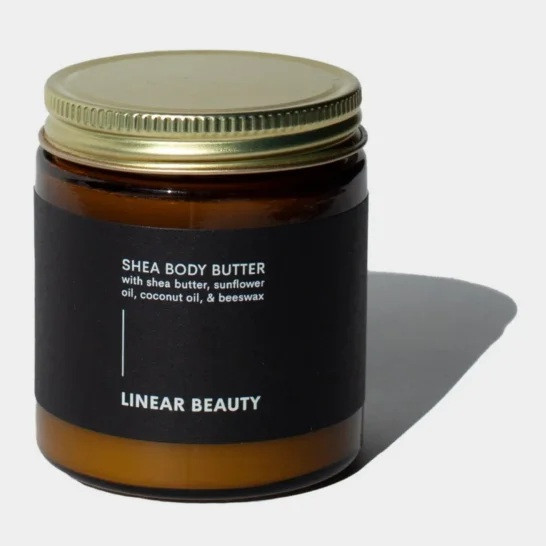 SHEA BODY BUTTER
with shea butter, sunflower
oil, coconut oil, & beeswax
LINEAR BEAUTY